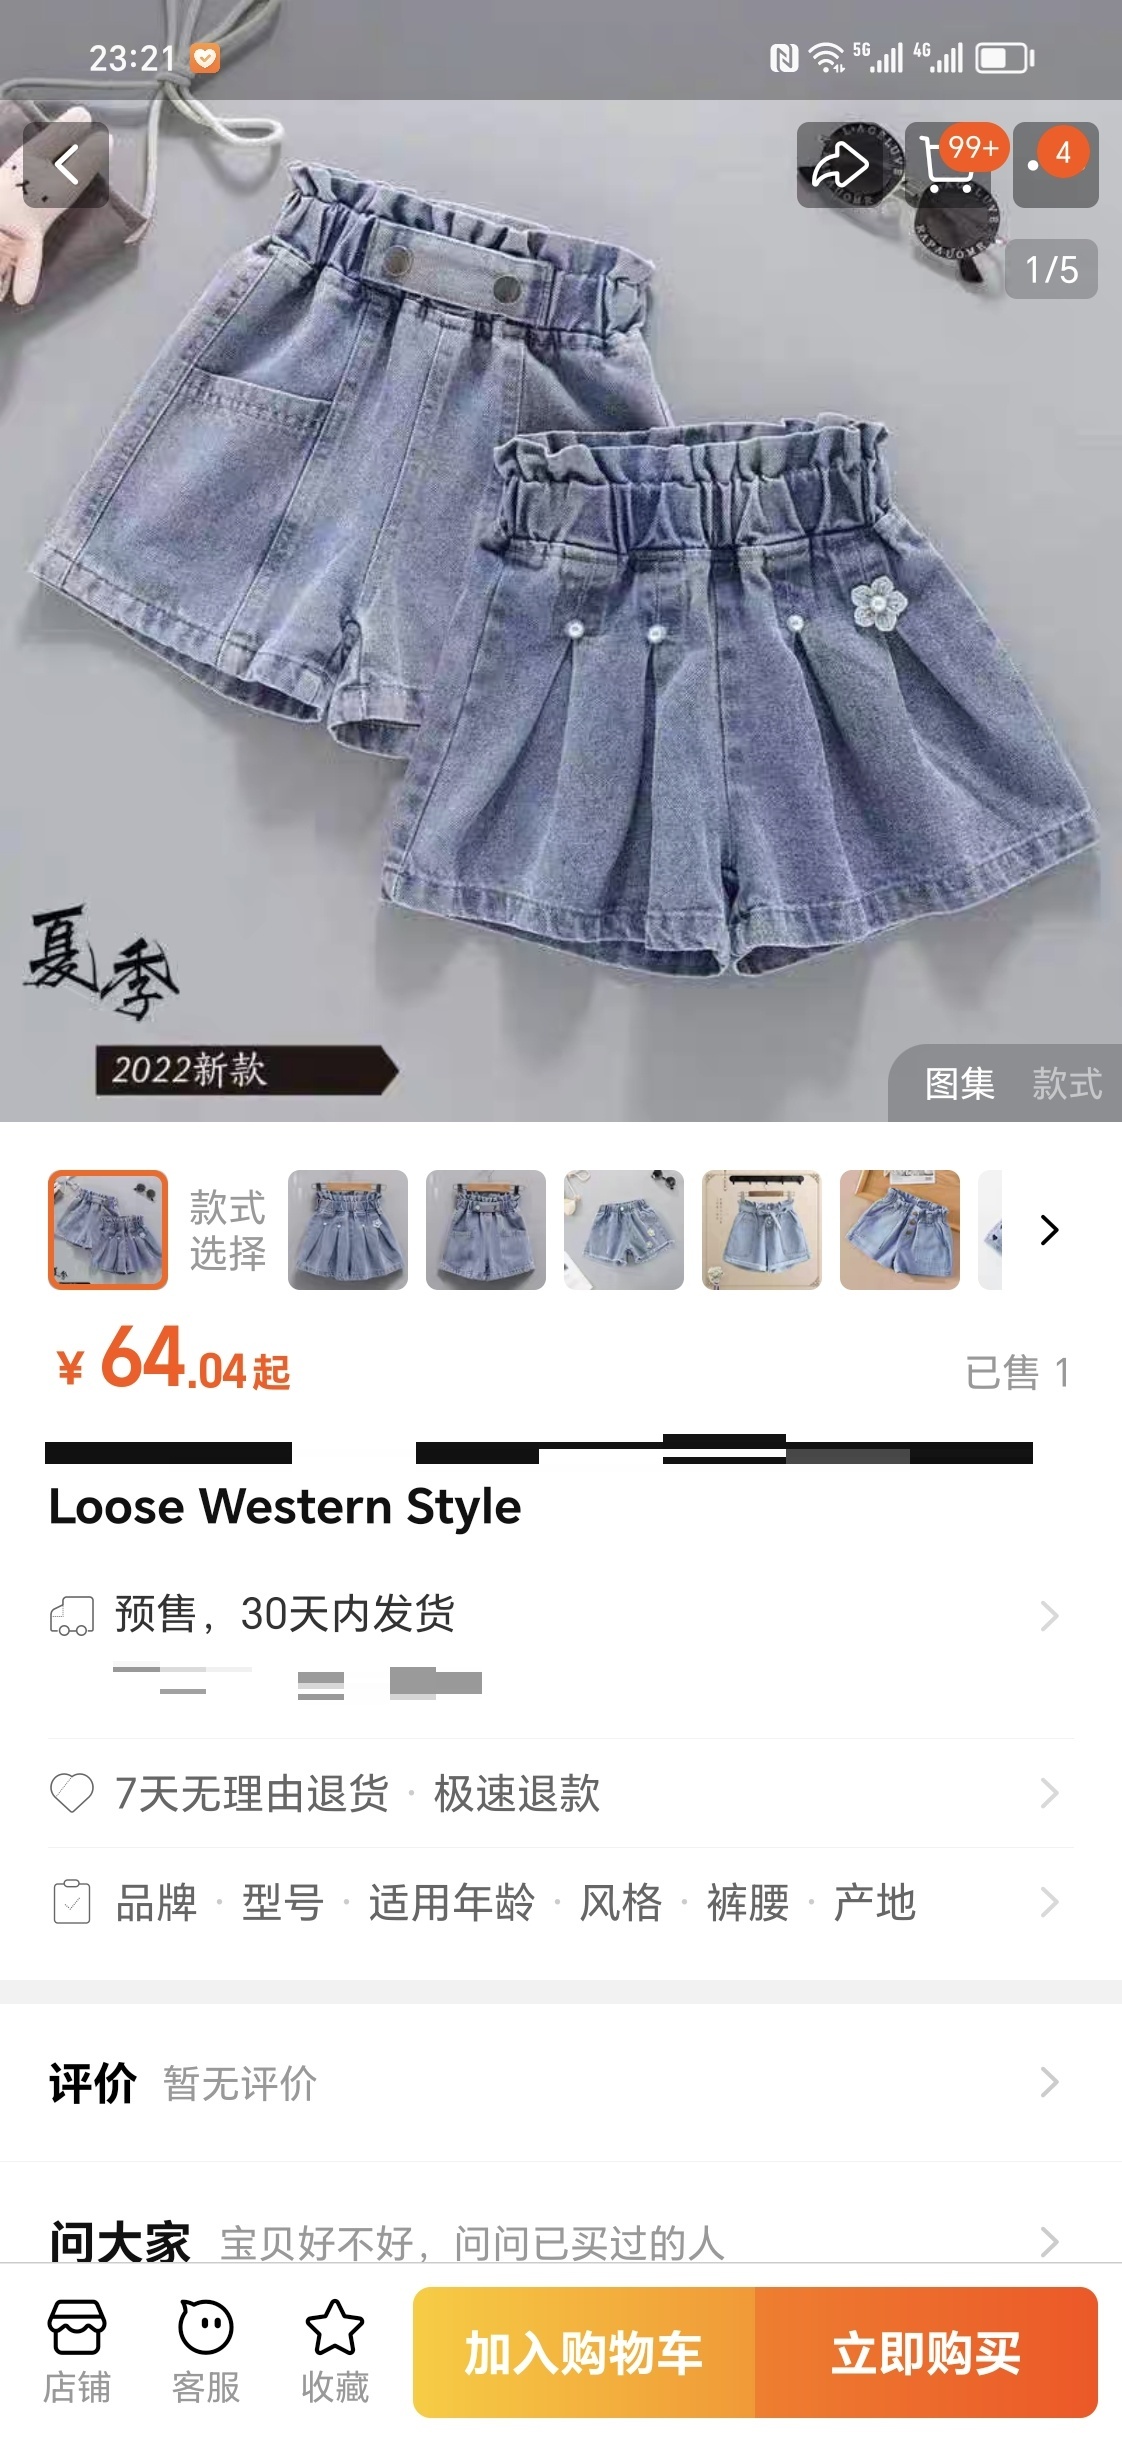 23:21
5G
4G
99+
4
1/5
夏季
2022新款
图集 款式
款式
选择
¥ 64.04起
已售 1
Loose Western Style
预售，30天内发货
7天无理由退货 · 极速退款
品牌 · 型号 · 适用年龄 · 风格 · 裤腰 · 产地
评价 暂无评价
问大家 宝贝好不好，问问已买过的人
店铺
客服
收藏
加入购物车
立即购买